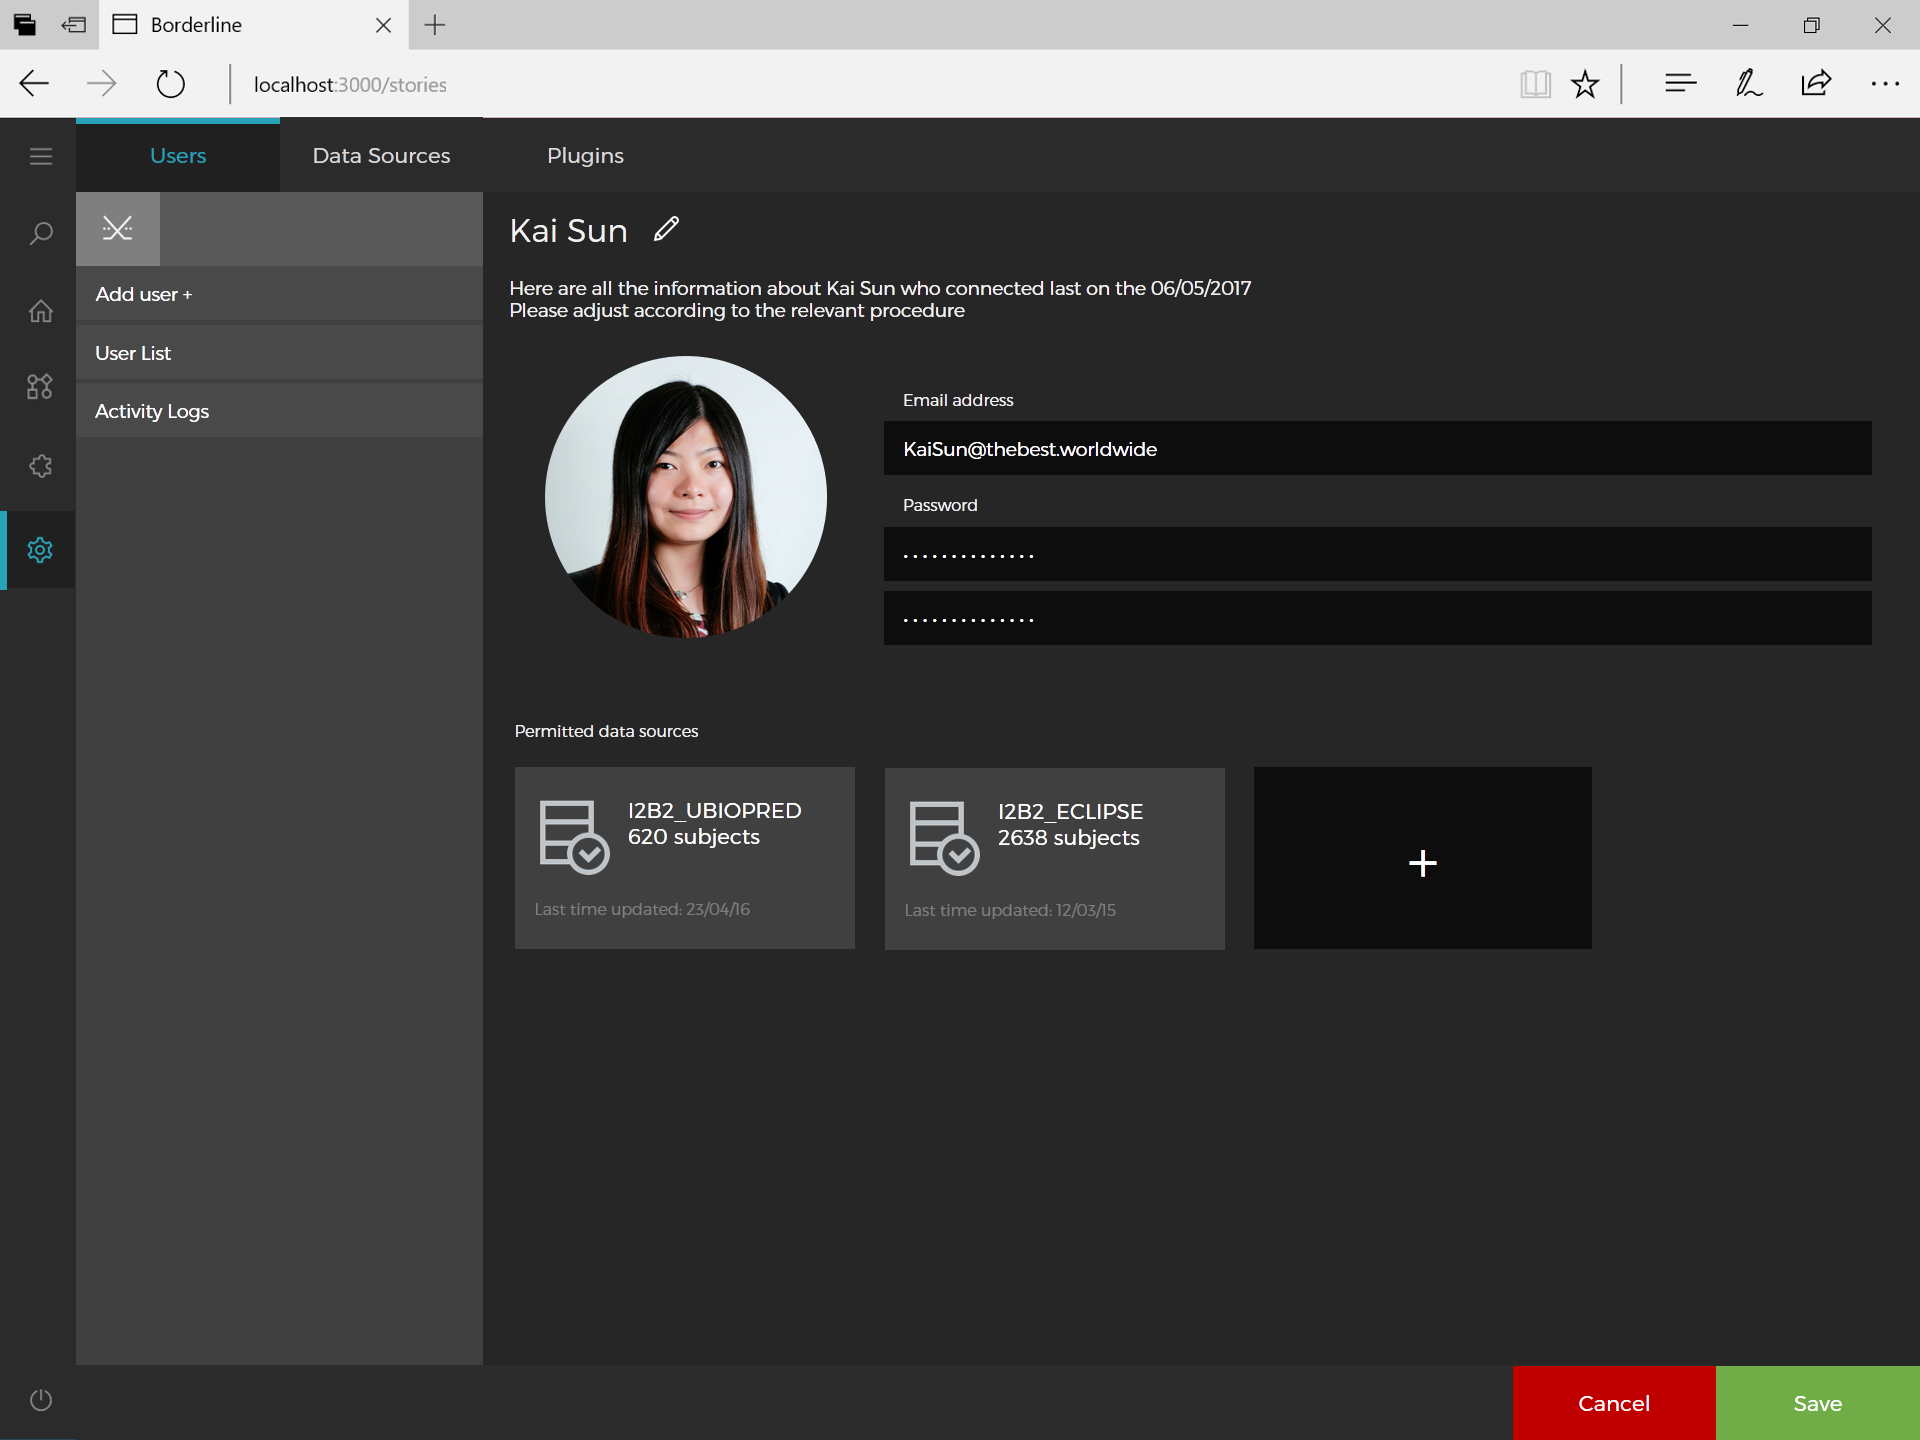 Borderline
localhost:3000/stories
Users
Data Sources
Plugins
Add user +
User List
Activity Logs
Kai Sun
Here are all the information about Kai Sun who connected last on the 06/05/2017
Please adjust according to the relevant procedure
Email address
KaiSun@thebest.worldwide
Password
..............
..............
Permitted data sources
I2B2_UBIOPRED
620 subjects
Last time updated: 23/04/16
I2B2_ECLIPSE
2638 subjects
Last time updated: 12/03/15
+
Cancel
Save